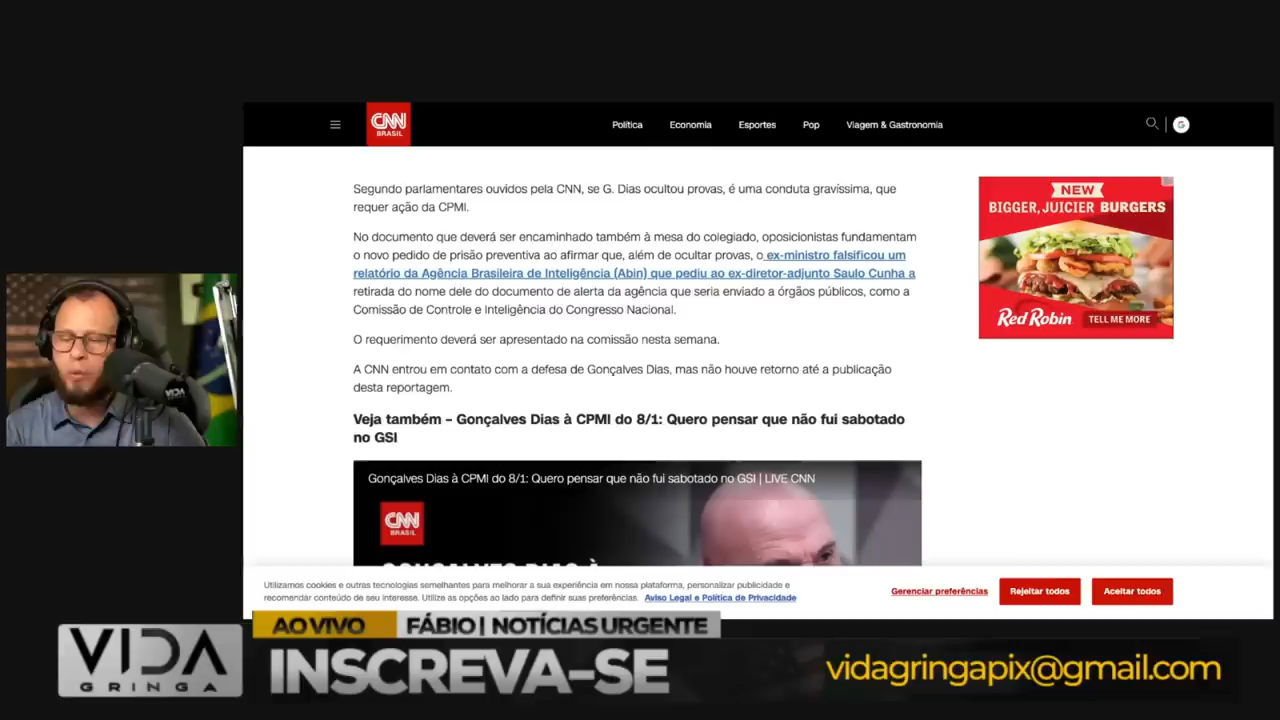 CNN
BRASIL
Política
Economia
Esportes
Pop
Viagem & Gastronomia
G
Segundo parlamentares ouvidos pela CNN, se G. Dias ocultou provas, é uma conduta gravíssima, que
requer ação da CPMI.
No documento que deverá ser encaminhado também à mesa do colegiado, oposicionistas fundamentam
o novo pedido de prisão preventiva ao afirmar que, além de ocultar provas, o ex-ministro falsificou um
relatório da Agência Brasileira de Inteligência (Abin) que pediu ao ex-diretor-adjunto Saulo Cunha a
retirada do nome dele do documento de alerta da agência que seria enviado a órgãos públicos, como a
Comissão de Controle e Inteligência do Congresso Nacional.
O requerimento deverá ser apresentado na comissão nesta semana.
A CNN entrou em contato com a defesa de Gonçalves Dias, mas não houve retorno até a publicação
desta reportagem.
Veja também – Gonçalves Dias à CPMI do 8/1: Quero pensar que não fui sabotado
no GSI
Gonçalves Dias à CPMI do 8/1: Quero pensar que não fui sabotado no GSI | LIVE CNN
CNN
BRASIL
GONÇALVES DIAS À
NEW
BIGGER, JUICIER BURGERS
Red Robin
TELL ME MORE
VIDA
Utilizamos cookies e outras tecnologias semelhantes para melhorar a sua experiência em nossa plataforma, personalizar publicidade e
recomendar conteúdo de seu interesse. Utilize as opções ao lado para definir suas preferências. Aviso Legal e Política de Privacidade
Gerenciar preferências
Rejeitar todos
Aceitar todos
AO VIVO
FÁBIO | NOTÍCIAS URGENTE
VIDA
GRINGA
INSCREVA-SE
vidagringapix@gmail.com